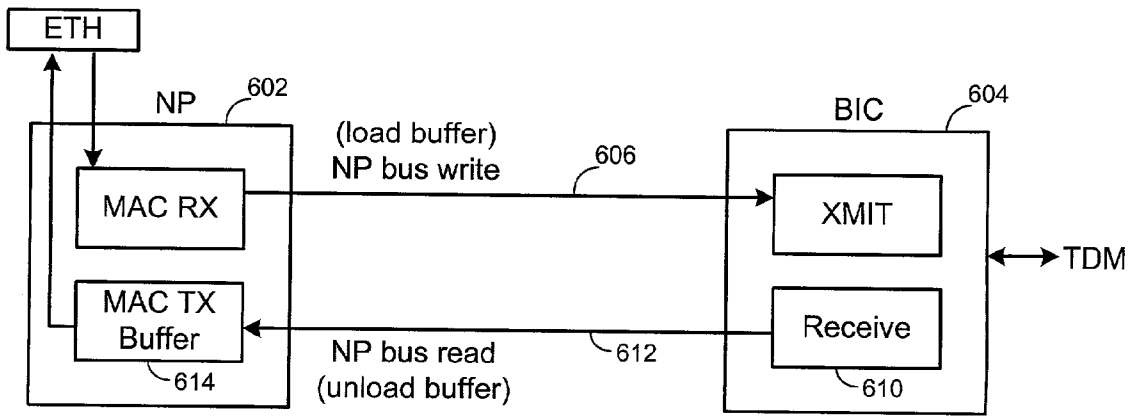 ETH
NP
602
MAC RX
MAC TX
Buffer
614
(load buffer)
NP bus write
606
NP bus read
(unload buffer)
612
BIC
604
XMIT
Receive
610
TDM